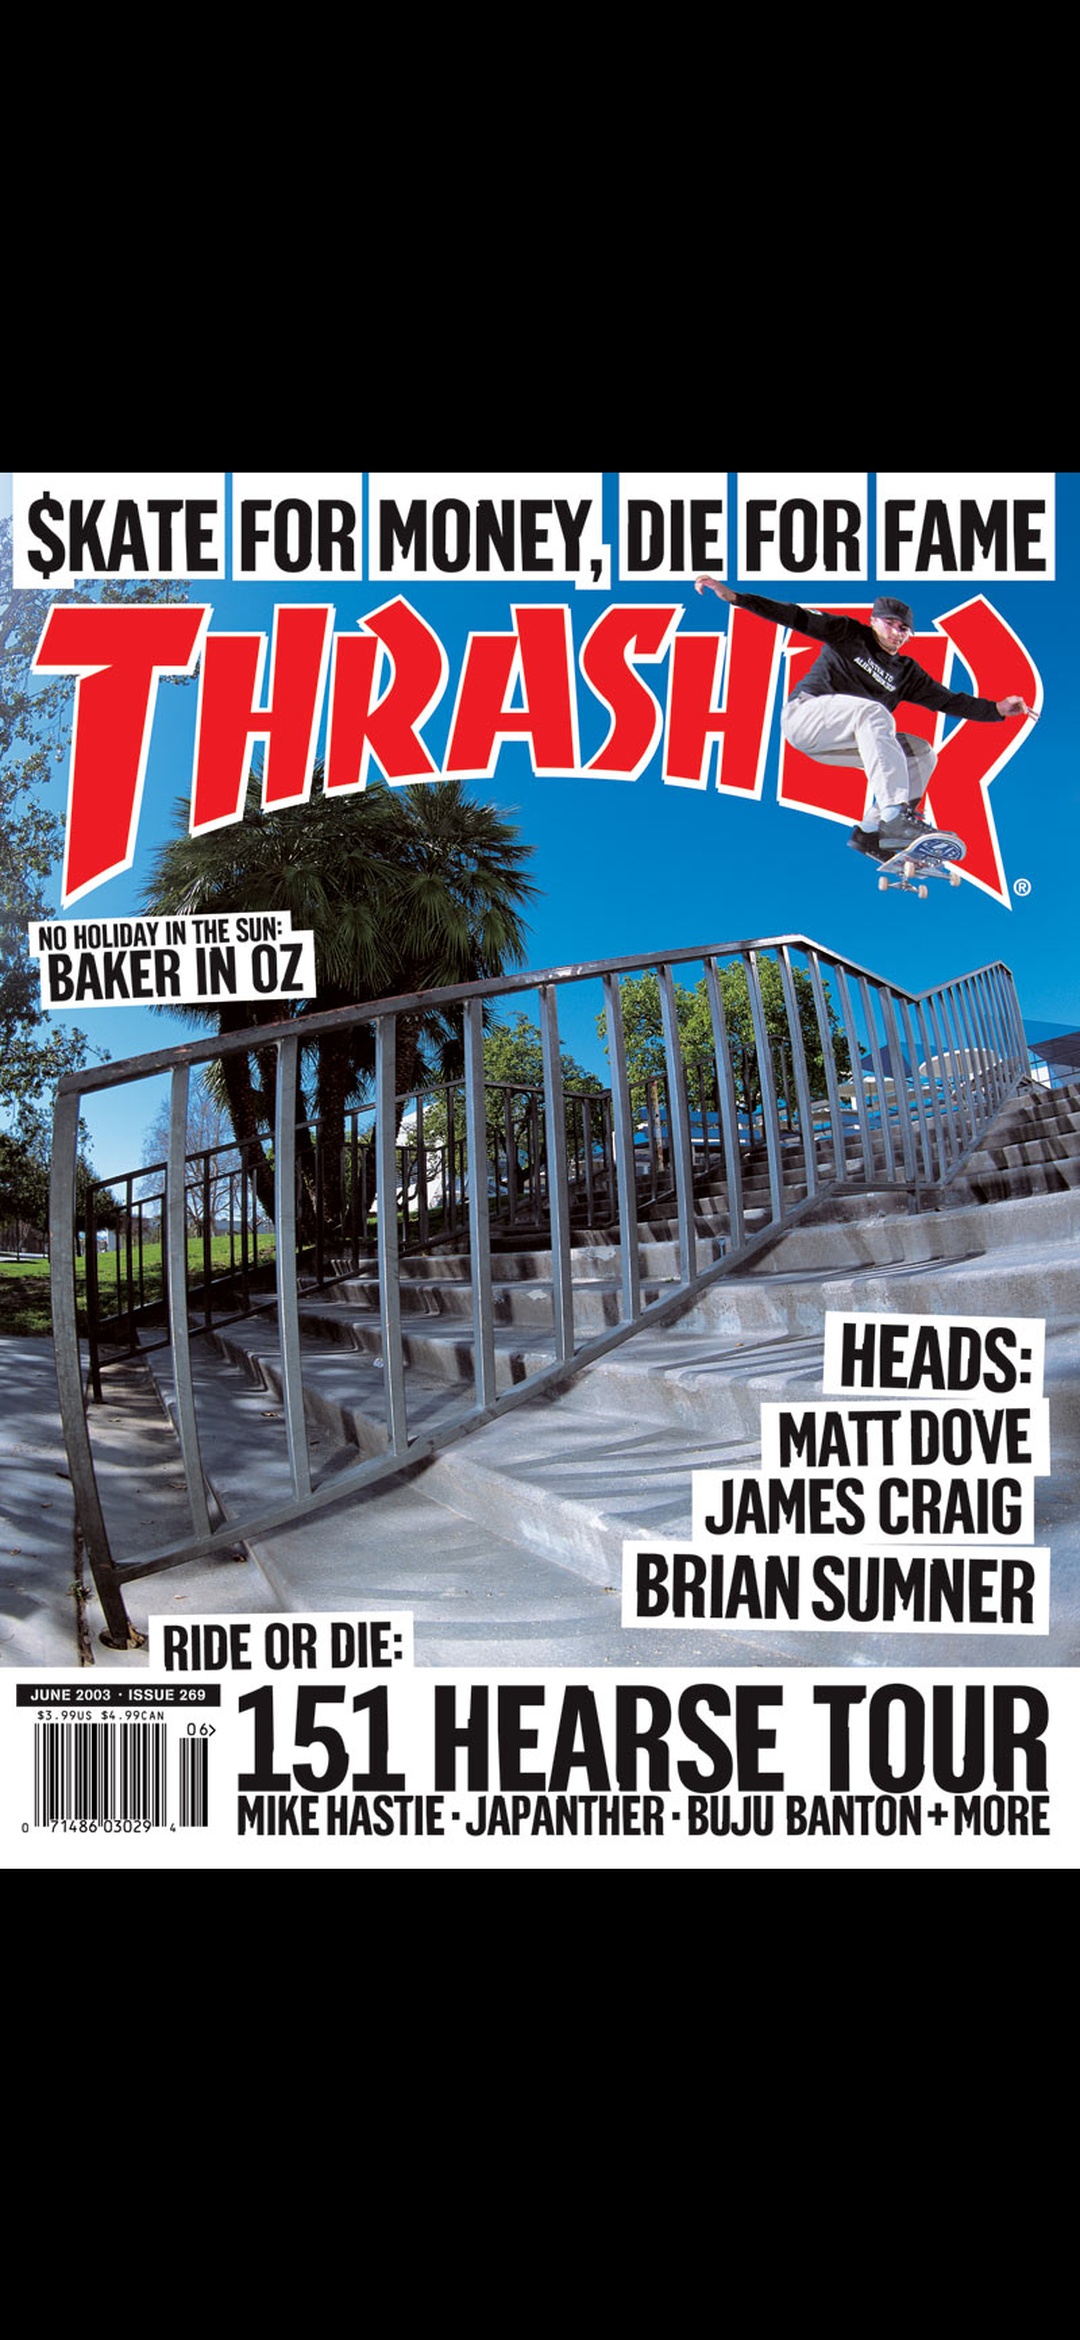 $KATE FOR MONEY, DIE FOR FAME
THRASHER
®
NO HOLIDAY IN THE SUN:
BAKER IN OZ
HEADS:
MATT DOVE
JAMES CRAIG
BRIAN SUMNER
RIDE OR DIE:
151 HEARSE TOUR
MIKE HASTIE · JAPANTHER · BUJU BANTON + MORE
JUNE 2003 · ISSUE 269
$3.99US $4.99CAN
06>
0 71486 03029 4